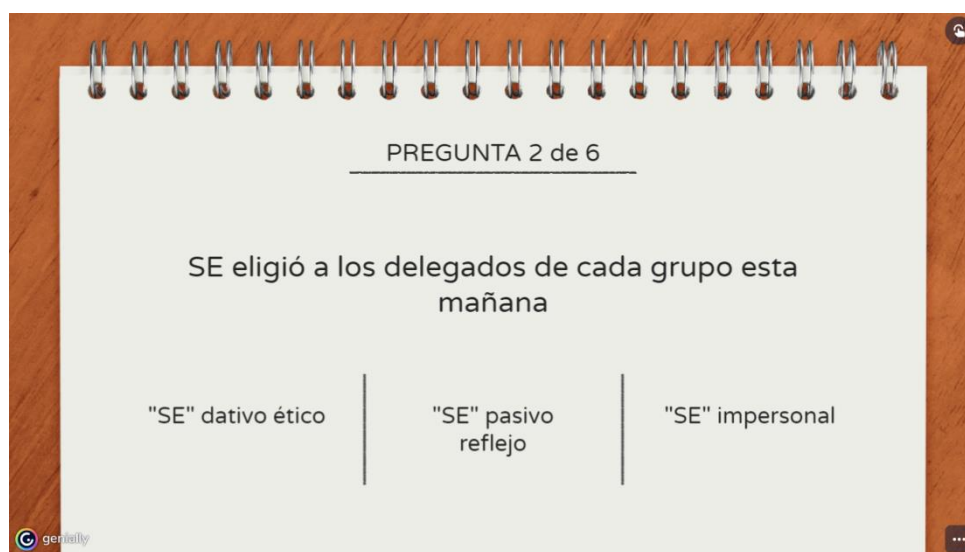 PREGUNTA 2 de 6
SE eligió a los delegados de cada grupo esta
mañana
"SE" dativo ético
"SE" pasivo
reflejo
"SE" impersonal
genially